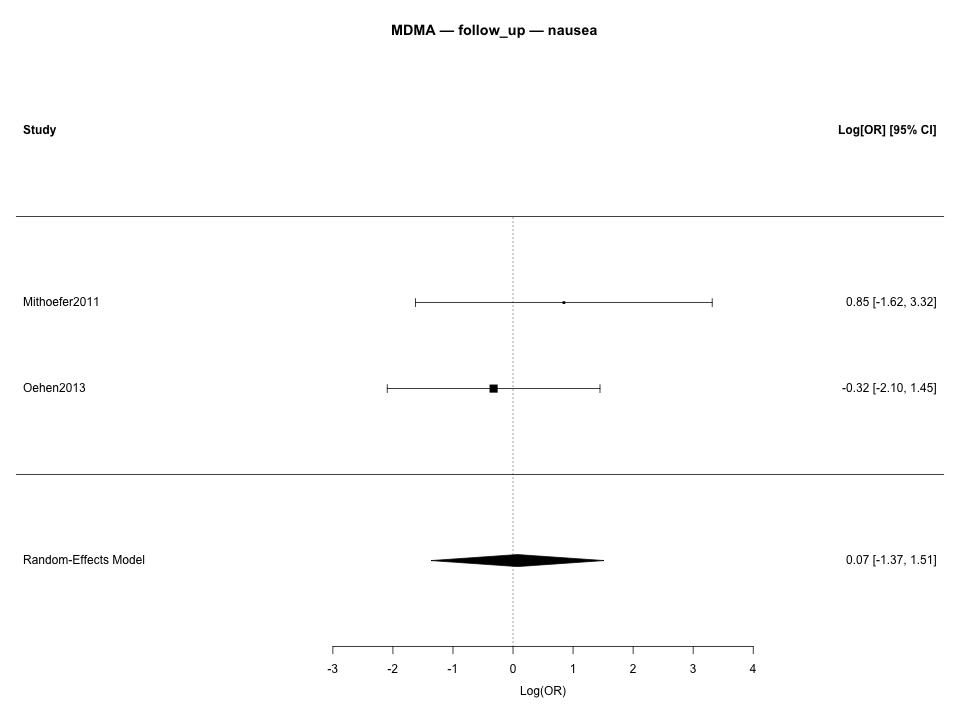 MDMA — follow_up — nausea
Study Log[OR] [95% CI]
Mithoefer2011 0.85 [-1.62, 3.32]
Oehen2013 -0.32 [-2.10, 1.45]
Random-Effects Model 0.07 [-1.37, 1.51]
-3 -2 -1 0 1 2 3 4
Log(OR)